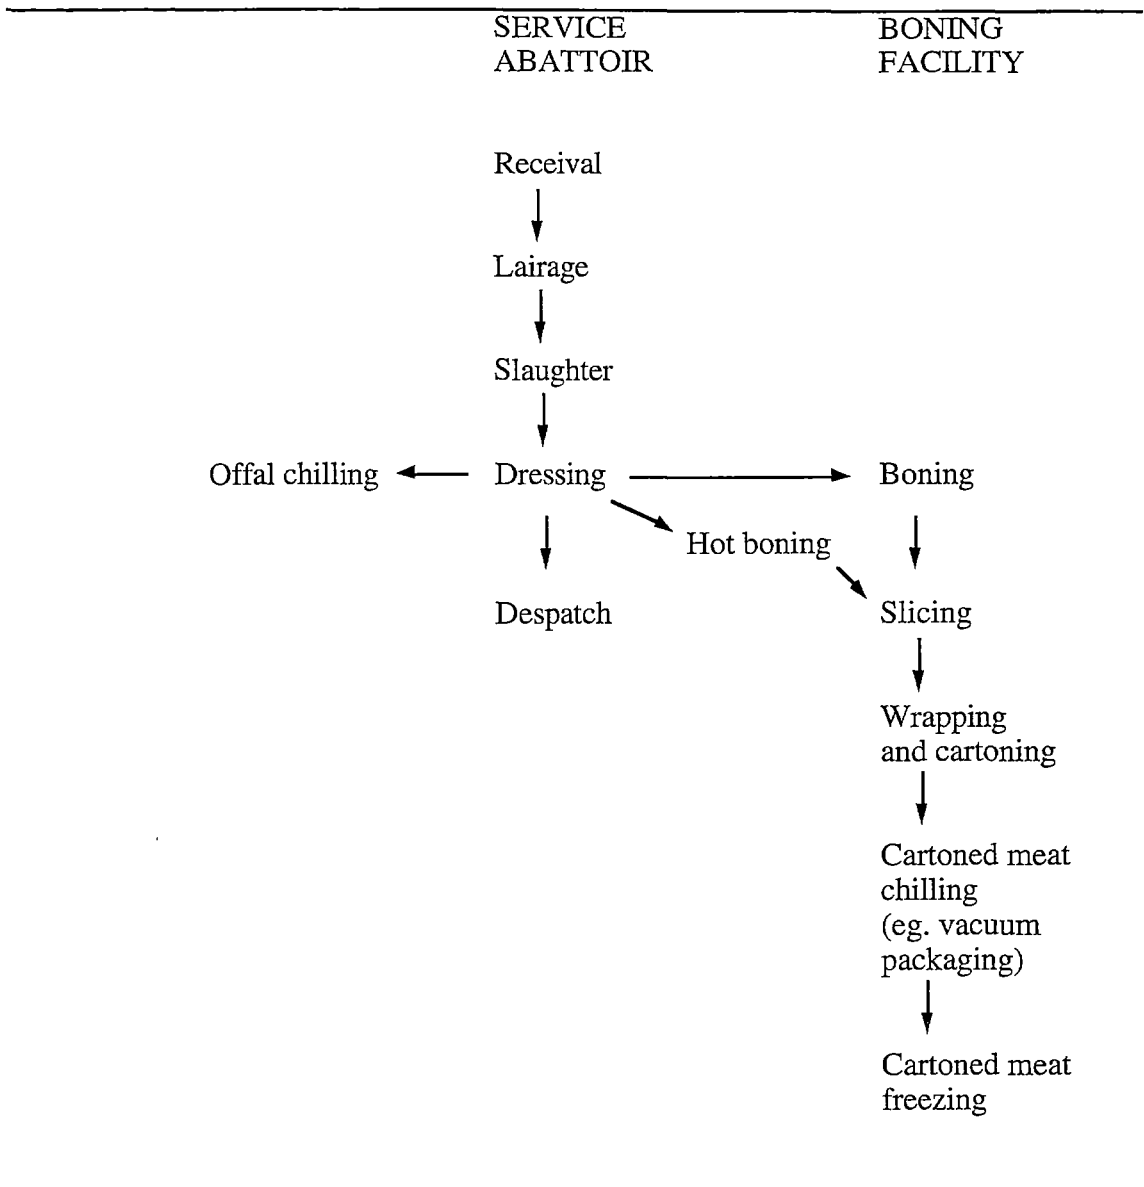 SERVICE
ABATTOIR
BONING
FACILITY
Receival
Lairage
Slaughter
Offal chilling
Dressing
Boning
Hot boning
Despatch
Slicing
Wrapping
and cartoning
Cartoned meat
chilling
(eg. vacuum
packaging)
Cartoned meat
freezing